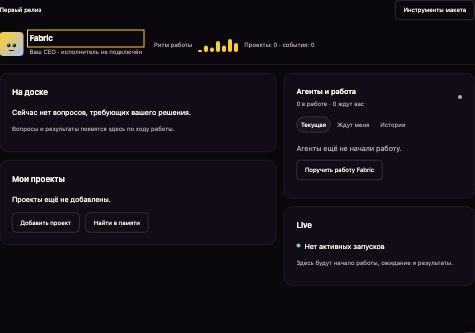 Первый релиз
Инструменты макета
Fabric
Ваш CEO · исполнитель не подключён
Ритм работы
Проекты: 0 · события: 0
На доске
Сейчас нет вопросов, требующих вашего решения.
Вопросы и результаты появятся здесь по ходу работы.
Мои проекты
Проекты ещё не добавлены.
Добавить проект
Найти в памяти
Агенты и работа
0 в работе · 0 ждут вас
Текущая
Ждут меня
История
Агенты ещё не начали работу.
Поручить работу Fabric
Live
Нет активных запусков
Здесь будут начало работы, ожидание и результаты.